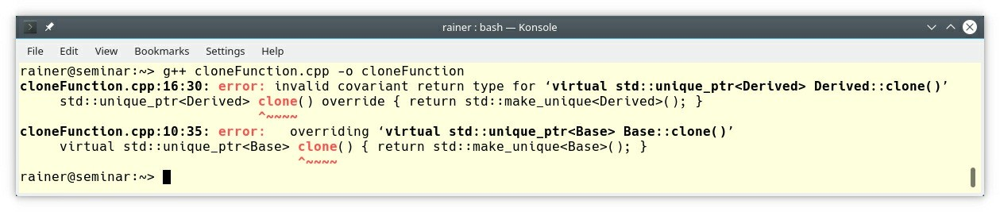 rainer : bash — Konsole
File Edit View Bookmarks Settings Help
rainer@seminar:~> g++ cloneFunction.cpp -o cloneFunction
cloneFunction.cpp:16:30: error: invalid covariant return type for ‘virtual std::unique_ptr<Derived> Derived::clone()’
     std::unique_ptr<Derived> clone() override { return std::make_unique<Derived>(); }
                              ^~~~~
cloneFunction.cpp:10:35: error:   overriding ‘virtual std::unique_ptr<Base> Base::clone()’
     virtual std::unique_ptr<Base> clone() { return std::make_unique<Base>(); }
                                   ^~~~~
rainer@seminar:~>